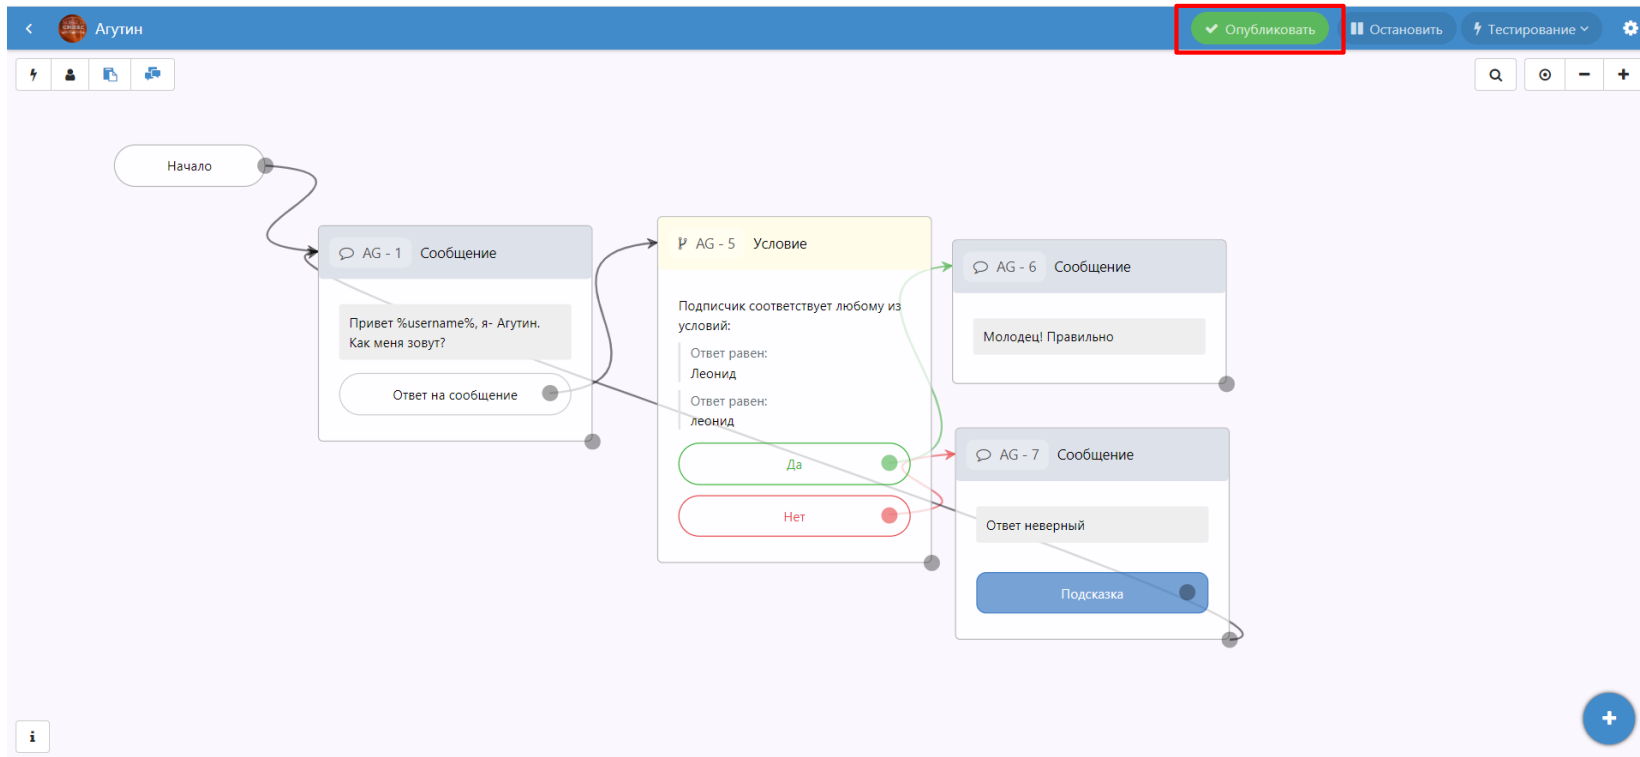 Агутин
Опубликовать
Остановить
Тестирование
Начало
AG - 1 Сообщение
Привет %username%, я- Агутин.
Как меня зовут?
Ответ на сообщение
AG - 5 Условие
Подписчик соответствует любому из
условий:
Ответ равен:
Леонид
Ответ равен:
леонид
Да
Нет
AG - 6 Сообщение
Молодец! Правильно
AG - 7 Сообщение
Ответ неверный
Подсказка
i